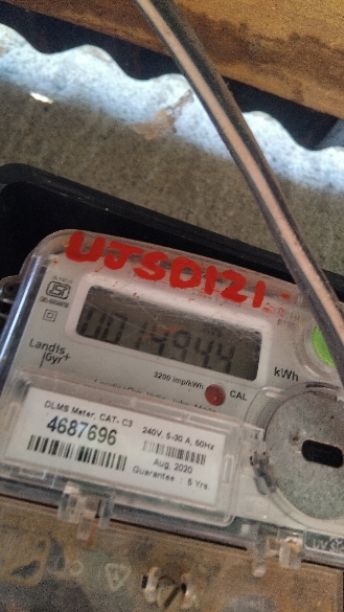 UJSD121
0014944
Landis
Gyr+
kWh
3200 imp/kWh
CAL
DLMS Meter, CAT- C3
240V, 5-30 A, 50Hz
4687696
Aug, 2020
Guarantee : 5 Yrs.